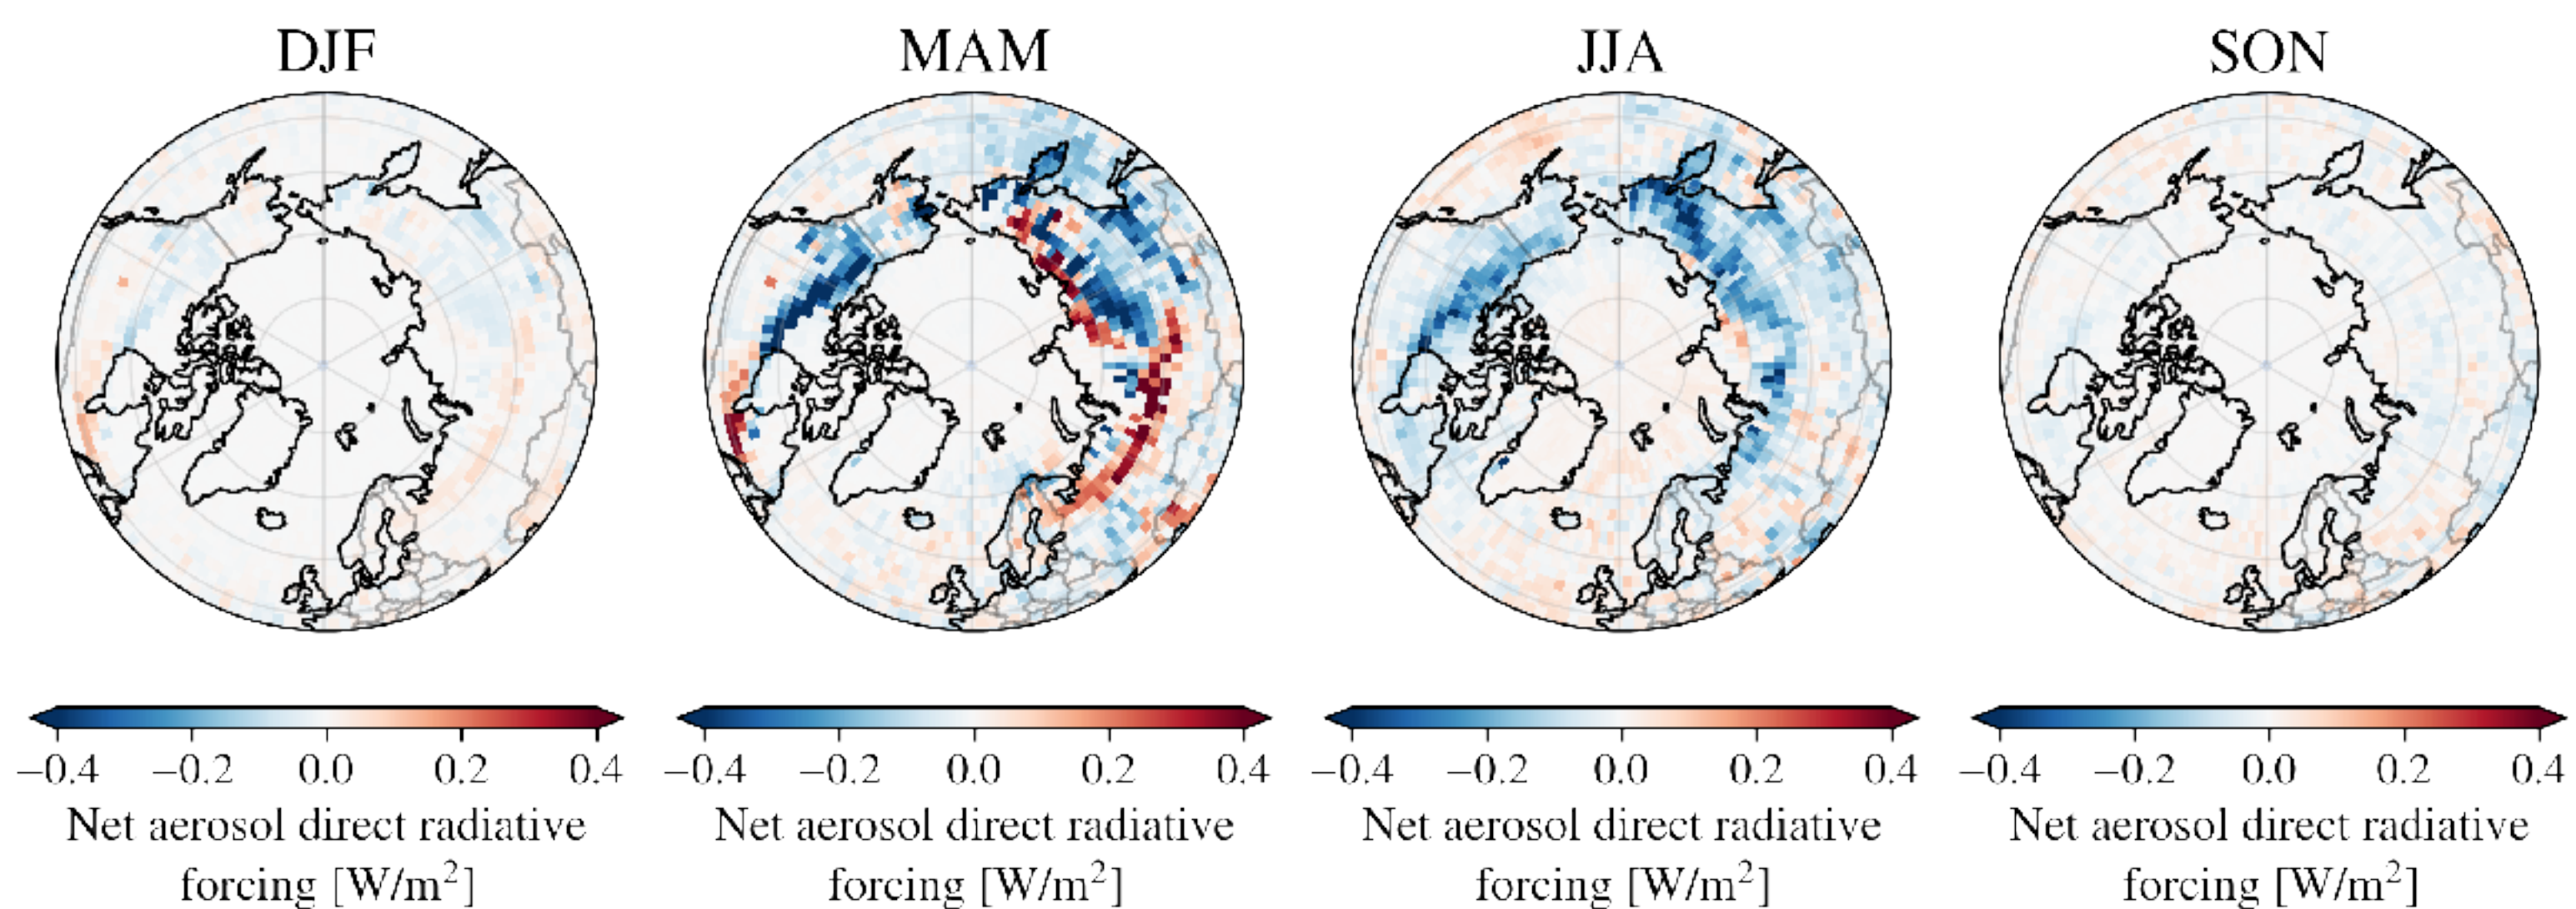 DJF
MAM
JJA
SON
−0.4 −0.2 0.0 0.2 0.4
Net aerosol direct radiative
forcing [W/m²]
−0.4 −0.2 0.0 0.2 0.4
Net aerosol direct radiative
forcing [W/m²]
−0.4 −0.2 0.0 0.2 0.4
Net aerosol direct radiative
forcing [W/m²]
−0.4 −0.2 0.0 0.2 0.4
Net aerosol direct radiative
forcing [W/m²]